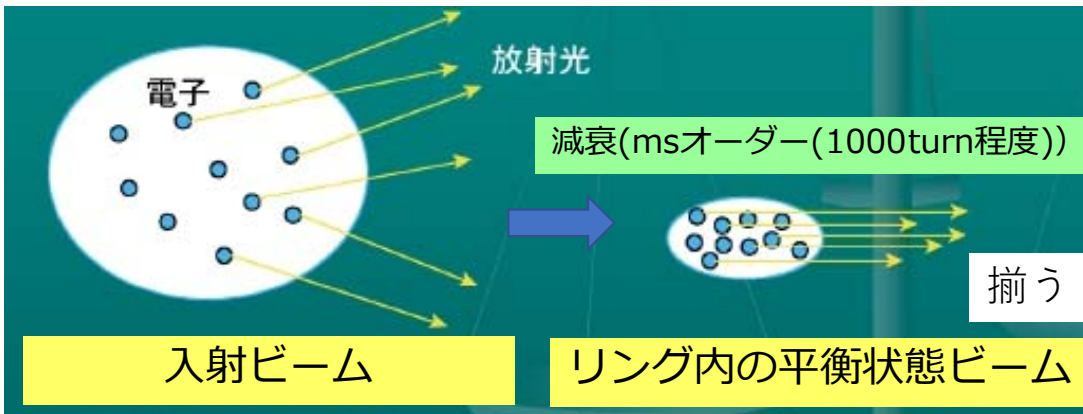 電子
放射光
減衰(msオーダー(1000turn程度))
揃う
入射ビーム
リング内の平衡状態ビーム